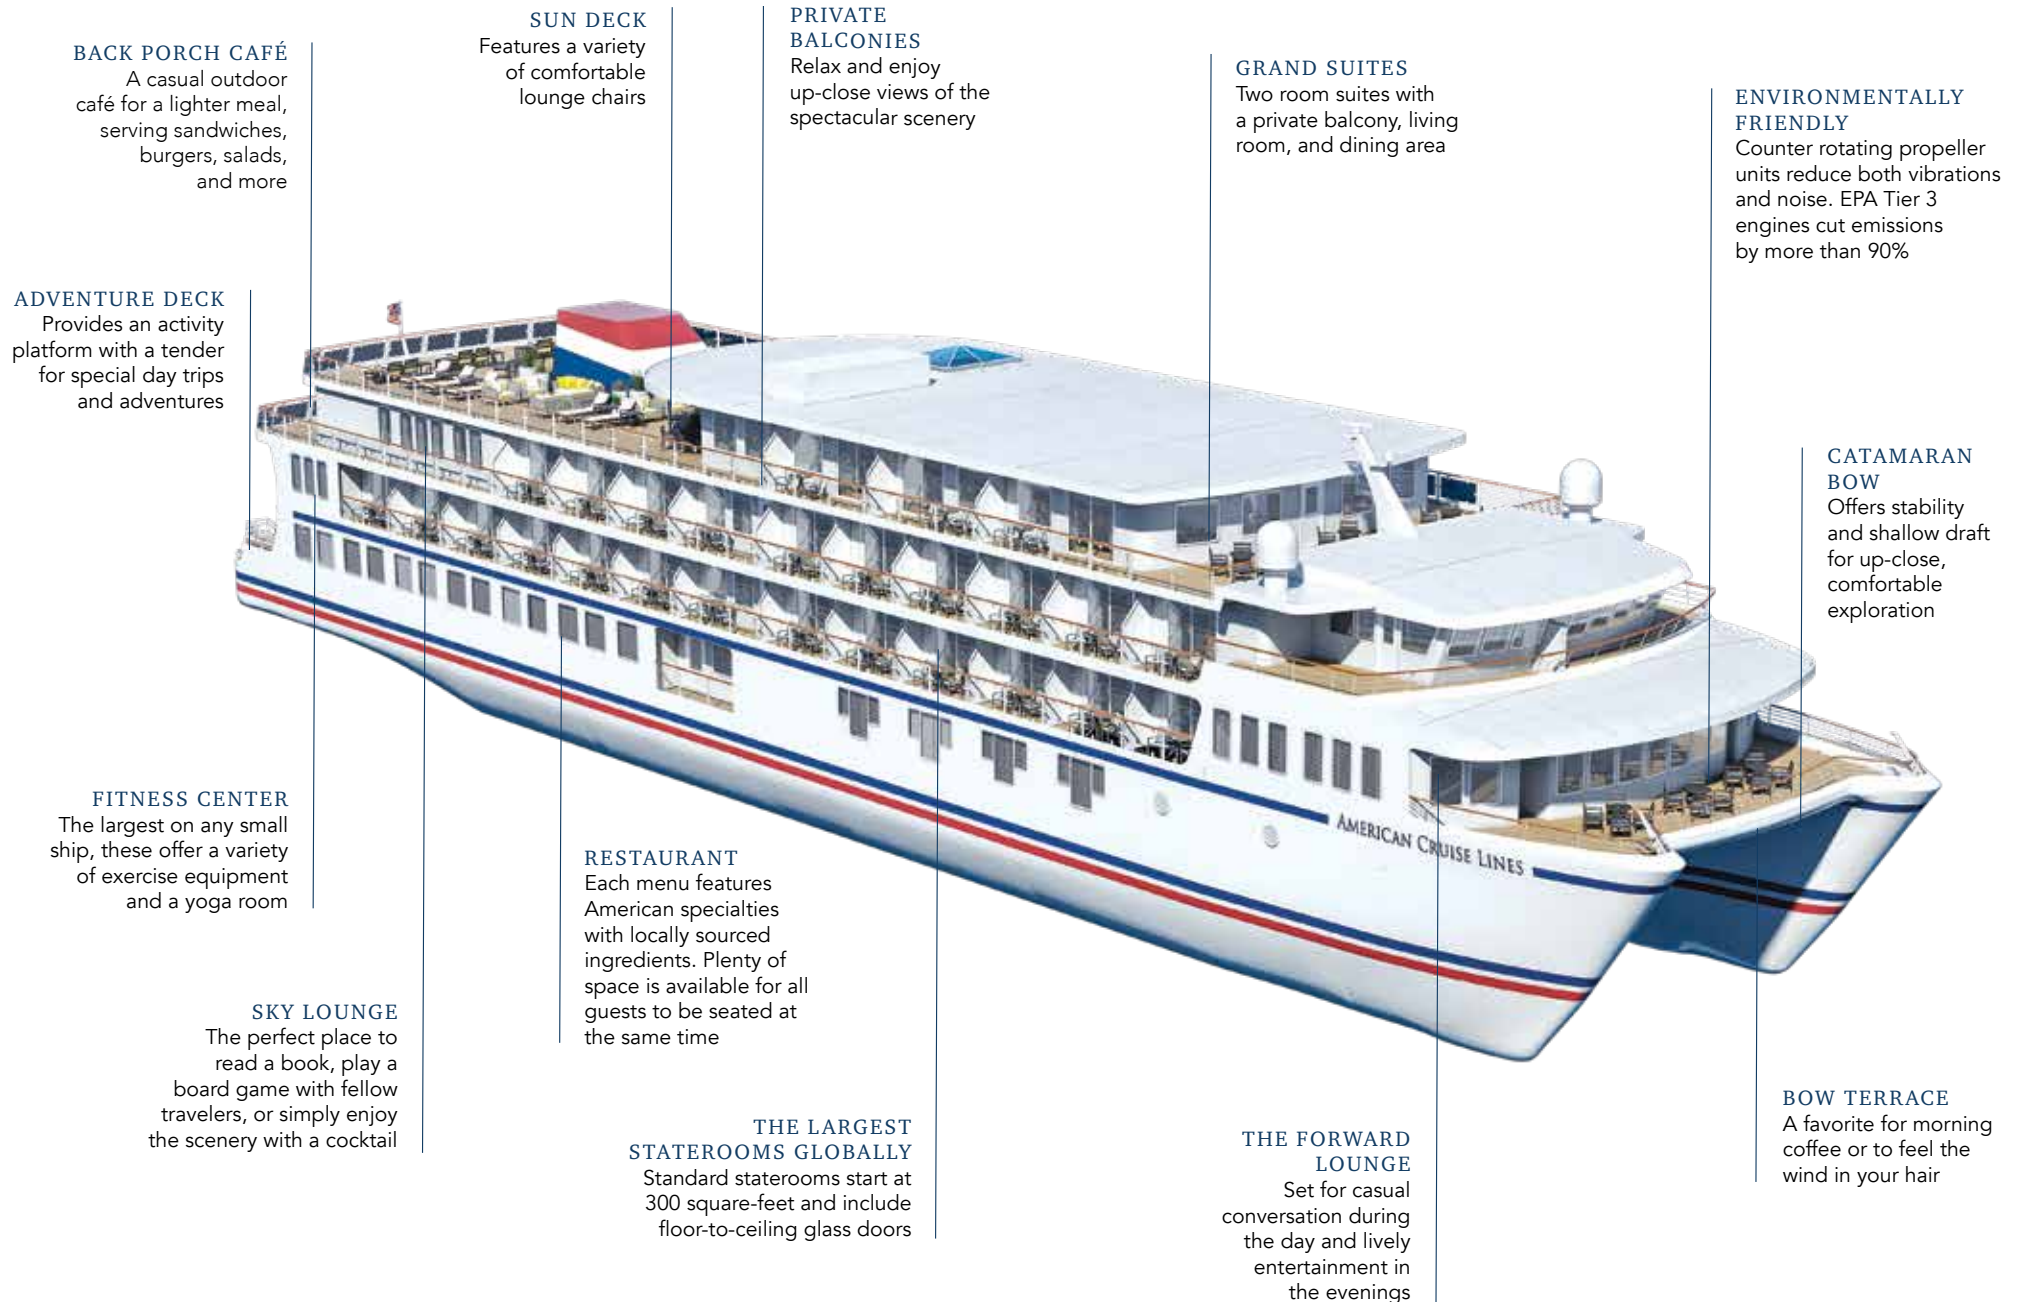 BACK PORCH CAFÉ
A casual outdoor
café for a lighter meal,
serving sandwiches,
burgers, salads,
and more
SUN DECK
Features a variety
of comfortable
lounge chairs
PRIVATE
BALCONIES
Relax and enjoy
up-close views of the
spectacular scenery
GRAND SUITES
Two room suites with
a private balcony, living
room, and dining area
ENVIRONMENTALLY
FRIENDLY
Counter rotating propeller
units reduce both vibrations
and noise. EPA Tier 3
engines cut emissions
by more than 90%
ADVENTURE DECK
Provides an activity
platform with a tender
for special day trips
and adventures
CATAMARAN
BOW
Offers stability
and shallow draft
for up-close,
comfortable
exploration
AMERICAN CRUISE LINES
FITNESS CENTER
The largest on any small
ship, these offer a variety
of exercise equipment
and a yoga room
RESTAURANT
Each menu features
American specialties
with locally sourced
ingredients. Plenty of
space is available for all
guests to be seated at
the same time
SKY LOUNGE
The perfect place to
read a book, play a
board game with fellow
travelers, or simply enjoy
the scenery with a cocktail
THE LARGEST
STATEROOMS GLOBALLY
Standard staterooms start at
300 square-feet and include
floor-to-ceiling glass doors
THE FORWARD
LOUNGE
Set for casual
conversation during
the day and lively
entertainment in
the evenings
BOW TERRACE
A favorite for morning
coffee or to feel the
wind in your hair